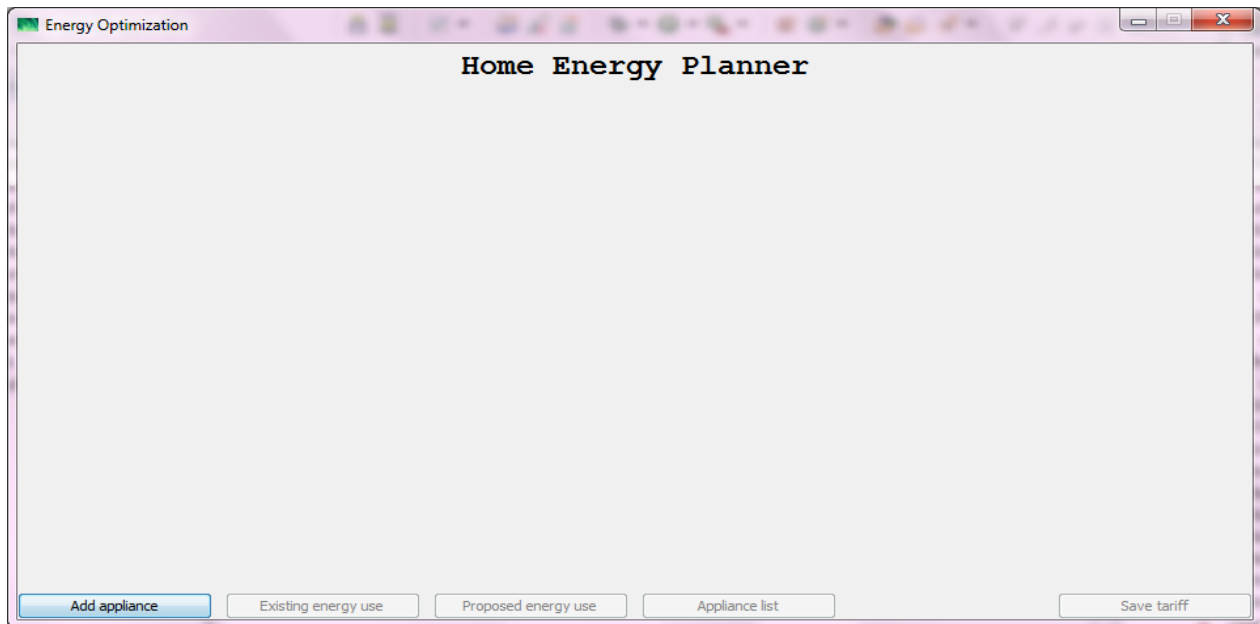 Energy Optimization
Home Energy Planner
Add appliance Existing energy use Proposed energy use Appliance list Save tariff